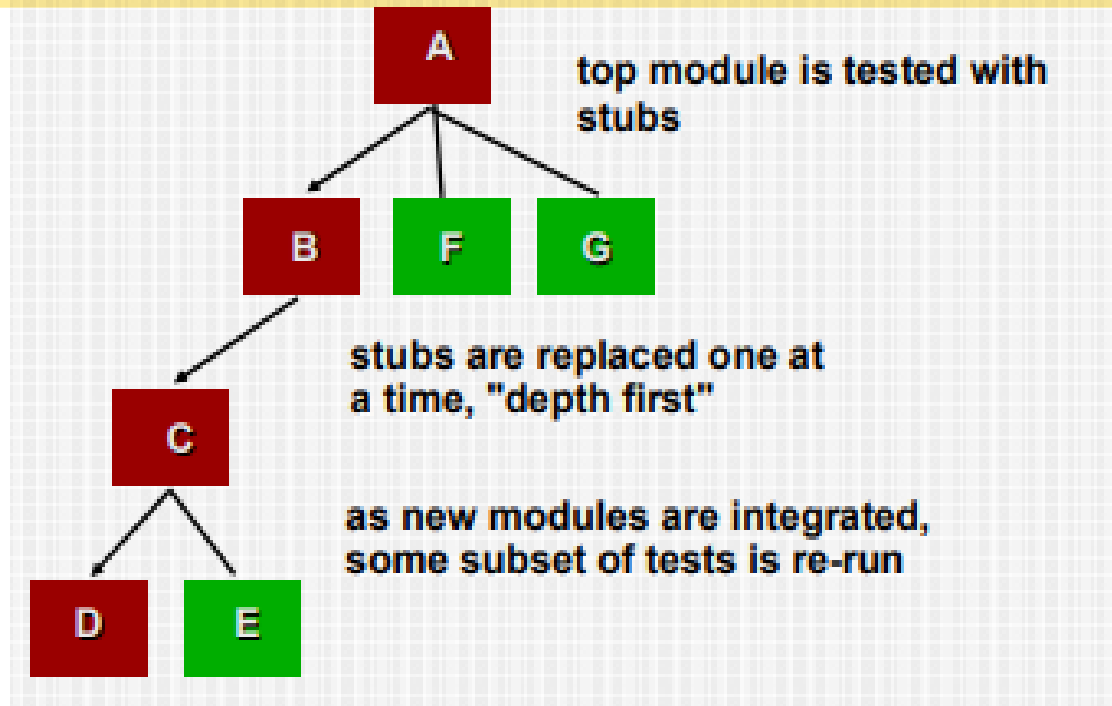 A
top module is tested with
stubs
B
F
G
stubs are replaced one at
a time, "depth first"
C
as new modules are integrated,
some subset of tests is re-run
D
E